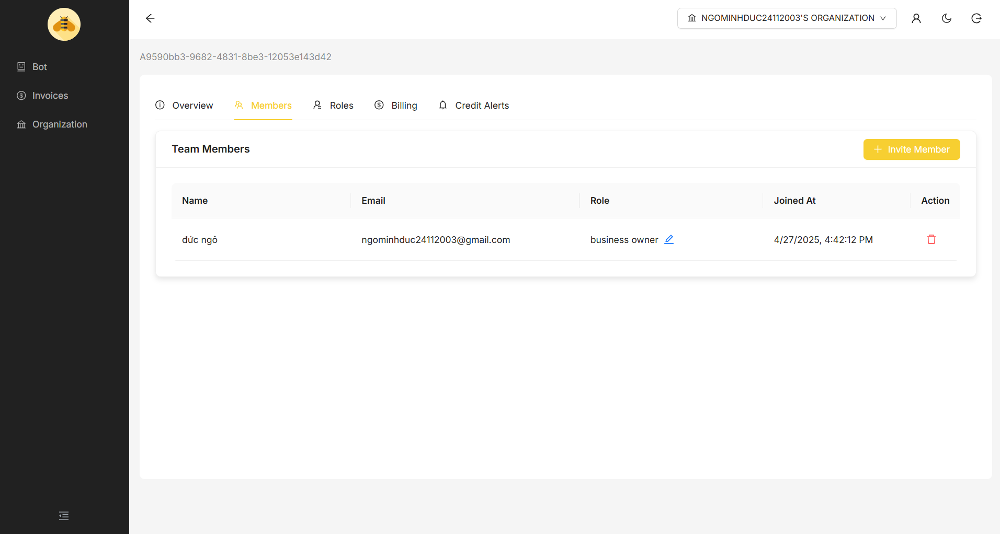 NGOMINHDUC24112003'S ORGANIZATION
A9590bb3-9682-4831-8be3-12053e143d42
Bot
Invoices
Organization
Overview
Members
Roles
Billing
Credit Alerts
Team Members
Invite Member
Name
Email
Role
Joined At
Action
đức ngô
ngominhduc24112003@gmail.com
business owner
4/27/2025, 4:42:12 PM